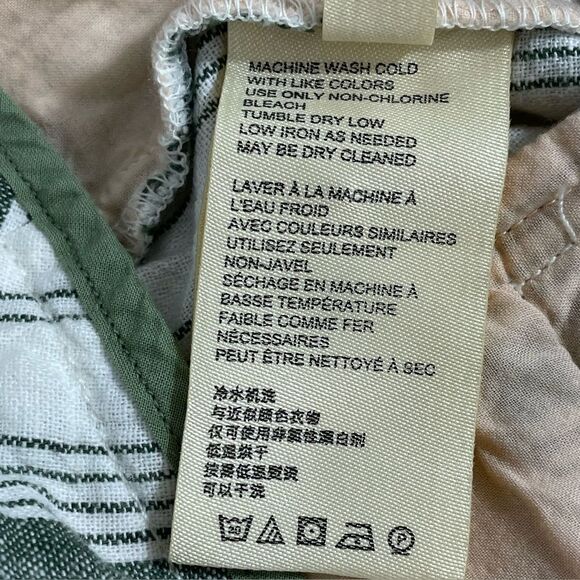 MACHINE WASH COLD
WITH LIKE COLORS
USE ONLY NON-CHLORINE
BLEACH
TUMBLE DRY LOW
LOW IRON AS NEEDED
MAY BE DRY CLEANED
LAVER À LA MACHINE À
L'EAU FROID
AVEC COULEURS SIMILAIRES
UTILISEZ SEULEMENT
NON-JAVEL
SÉCHAGE EN MACHINE À
BASSE TEMPÉRATURE
FAIBLE COMME FER
NÉCESSAIRES
PEUT ÊTRE NETTOYÉ À SEC
冷水机洗
与近似颜色衣物
仅可使用非氯性漂白剂
低温烘干
按需低温熨烫
可以干洗
30
P